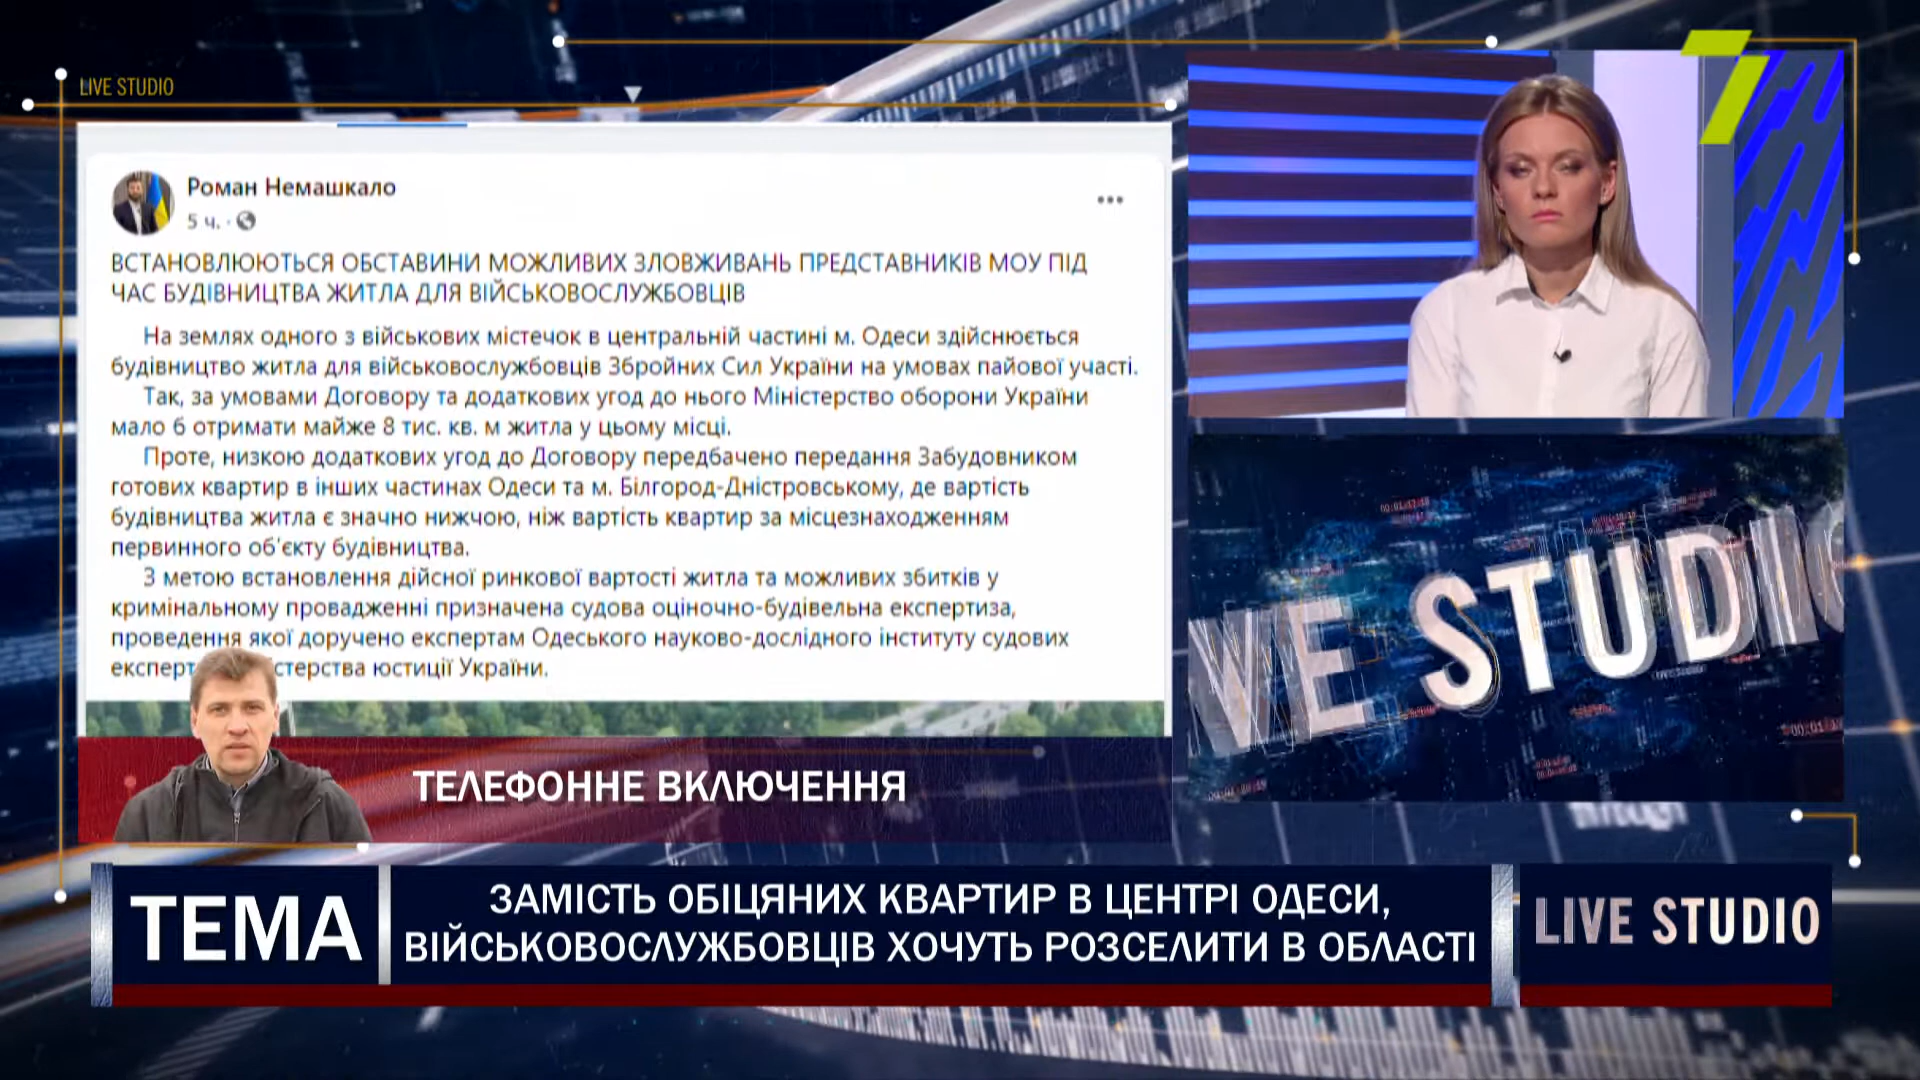 LIVE STUDIO
7
Роман Немашкало
5 ч. ·
ВСТАНОВЛЮЮТЬСЯ ОБСТАВИНИ МОЖЛИВИХ ЗЛОВЖИВАНЬ ПРЕДСТАВНИКІВ МОУ ПІД
ЧАС БУДІВНИЦТВА ЖИТЛА ДЛЯ ВІЙСЬКОВОСЛУЖБОВЦІВ
На землях одного з військових містечок в центральній частині м. Одеси здійснюється
будівництво житла для військовослужбовців Збройних Сил України на умовах пайової участі.
Так, за умовами Договору та додаткових угод до нього Міністерство оборони України
мало б отримати майже 8 тис. кв. м житла у цьому місці.
Проте, низкою додаткових угод до Договору передбачено передання Забудовником
готових квартир в інших частинах Одеси та м. Білгород-Дністровському, де вартість
будівництва житла є значно нижчою, ніж вартість квартир за місцезнаходженням
первинного об'єкту будівництва.
З метою встановлення дійсної ринкової вартості житла та можливих збитків у
кримінальному провадженні призначена судова оціночно-будівельна експертиза,
проведення якої доручено експертам Одеського науково-дослідного інституту судових
експерт стерства юстиції України.
VE STUDIO
ТЕЛЕФОННЕ ВКЛЮЧЕННЯ
ТЕМА
ЗАМІСТЬ ОБІЦЯНИХ КВАРТИР В ЦЕНТРІ ОДЕСИ,
ВІЙСЬКОВОСЛУЖБОВЦІВ ХОЧУТЬ РОЗСЕЛИТИ В ОБЛАСТІ
LIVE STUDIO